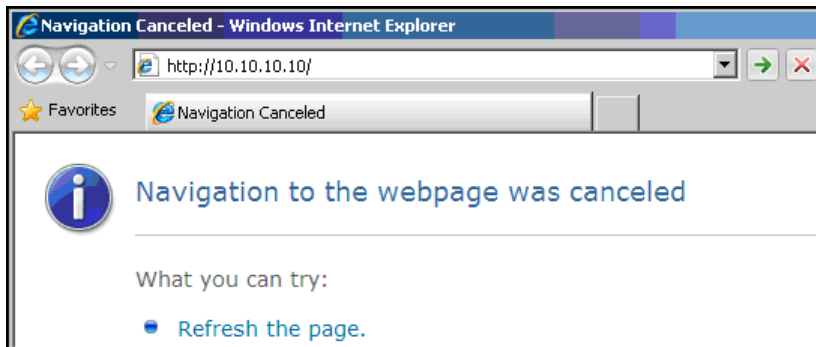 Navigation Canceled - Windows Internet Explorer
http://10.10.10.10/
Favorites
Navigation Canceled
Navigation to the webpage was canceled
What you can try:
Refresh the page.